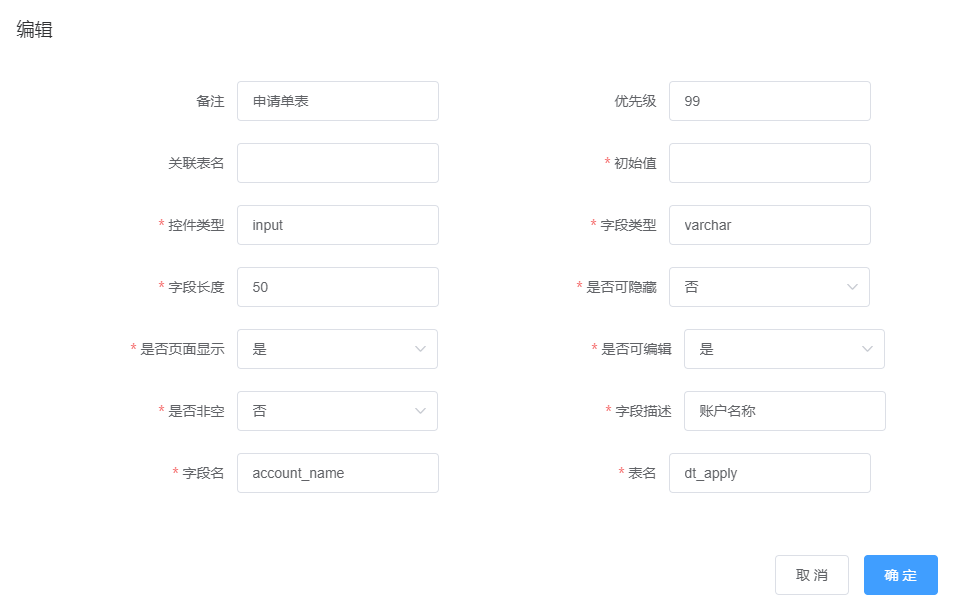 编辑
备注 申请单表 优先级 99
关联表名 * 初始值
* 控件类型 input * 字段类型 varchar
* 字段长度 50 * 是否可隐藏 否
* 是否页面显示 是 * 是否可编辑 是
* 是否非空 否 * 字段描述 账户名称
* 字段名 account_name * 表名 dt_apply
取 消 确 定